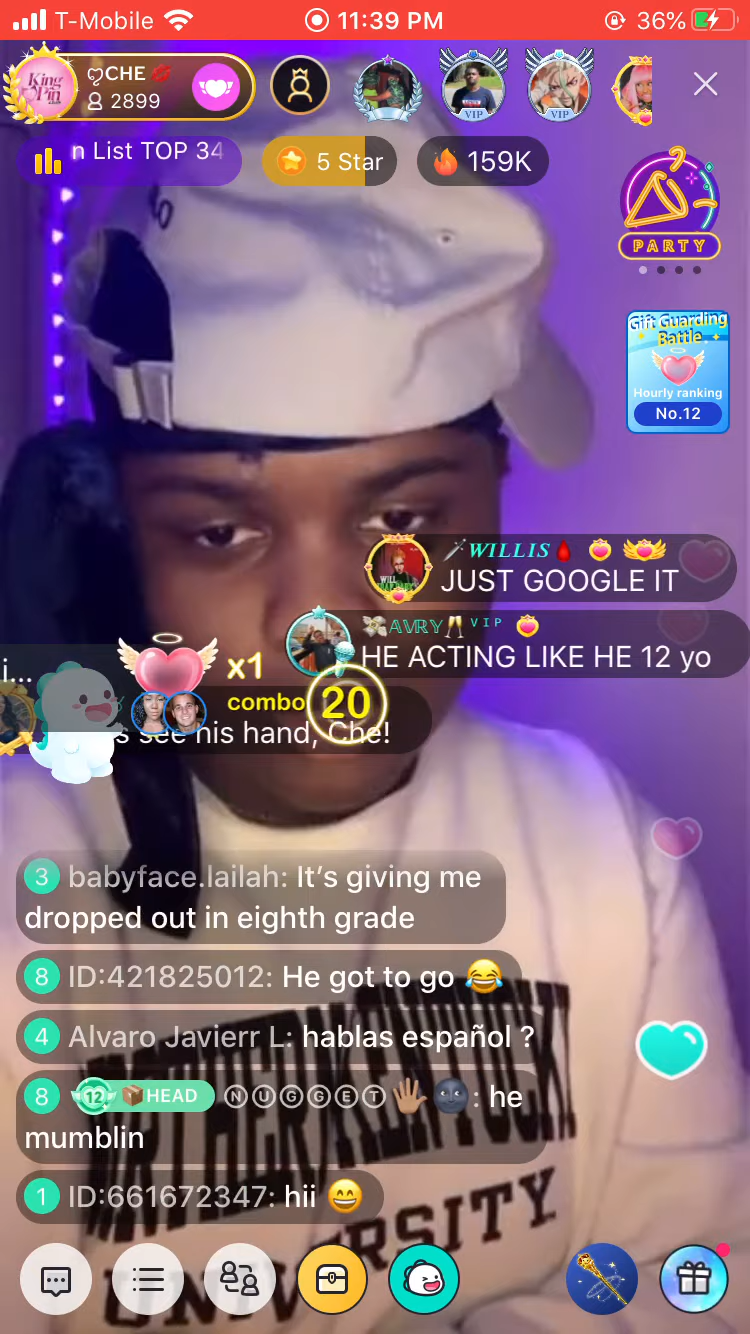 T-Mobile 11:39 PM 36%
King Pin
ღCHE💋
2899
VIP
VIP
n List TOP 34
5 Star
159K
PARTY
Gift Guarding
Battle
Hourly ranking
No.12
🗡WILLIS🩸
JUST GOOGLE IT
💸AVRY🥂VIP
HE ACTING LIKE HE 12 yo
i...
x1
combo 20
s see his hand, Che!
3 babyface.lailah: It's giving me
dropped out in eighth grade
8 ID:421825012: He got to go 😂
4 Alvaro Javierr L: hablas español ?
8 12 📦HEAD ⓃⓊⒼⒼⒺⓉ🖐🏽🌚: he
mumblin
1 ID:661672347: hii 😄
NORTHERN KENTUCKY
UNIVERSITY